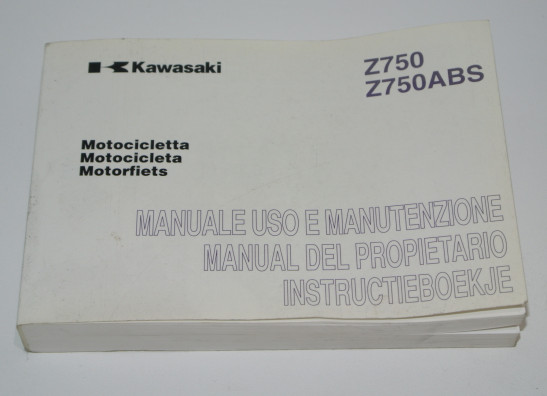 Kawasaki
Z750
Z750ABS
Motocicletta
Motocicleta
Motorfiets
MANUALE USO E MANUTENZIONE
MANUAL DEL PROPIETARIO
INSTRUCTIEBOEKJE